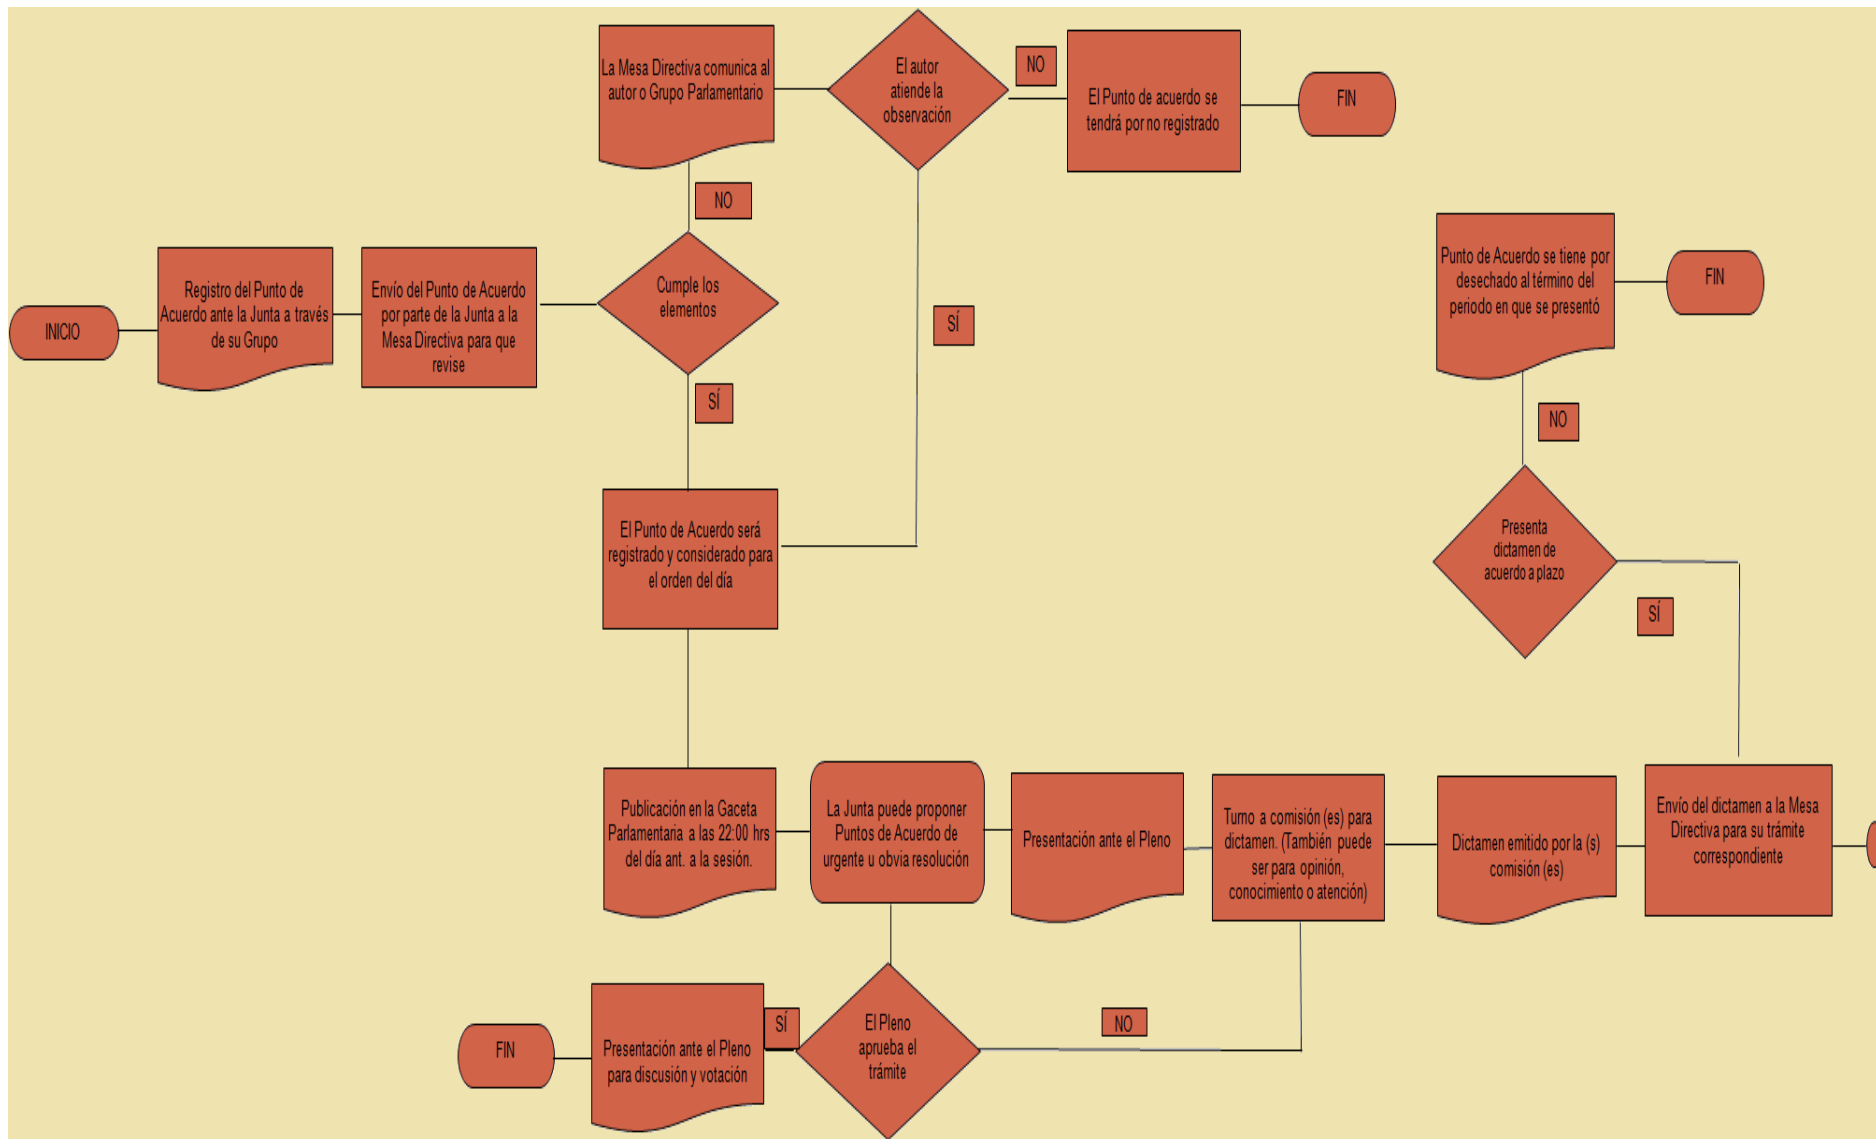 La Mesa Directiva comunica al
autor o Grupo Parlamentario
El autor
atiende la
observación
NO
El Punto de acuerdo se
tendrá por no registrado
FIN
NO
INICIO
Registro del Punto de
Acuerdo ante la Junta a través
de su Grupo
Envío del Punto de Acuerdo
por parte de la Junta a la
Mesa Directiva para que
revise
Cumple los
elementos
SÍ
SÍ
Punto de Acuerdo se tiene por
desechado al término del
periodo en que se presentó
FIN
NO
El Punto de Acuerdo será
registrado y considerado para
el orden del día
Presenta
dictamen de
acuerdo a plazo
SÍ
Publicación en la Gaceta
Parlamentaria a las 22:00 hrs
del día ant. a la sesión.
La Junta puede proponer
Puntos de Acuerdo de
urgente u obvia resolución
Presentación ante el Pleno
Turno a comisión (es) para
dictamen. (También puede
ser para opinión,
conocimiento o atención)
Dictamen emitido por la (s)
comisión (es)
Envío del dictamen a la Mesa
Directiva para su trámite
correspondiente
FIN
Presentación ante el Pleno
para discusión y votación
SÍ
El Pleno
aprueba el
trámite
NO